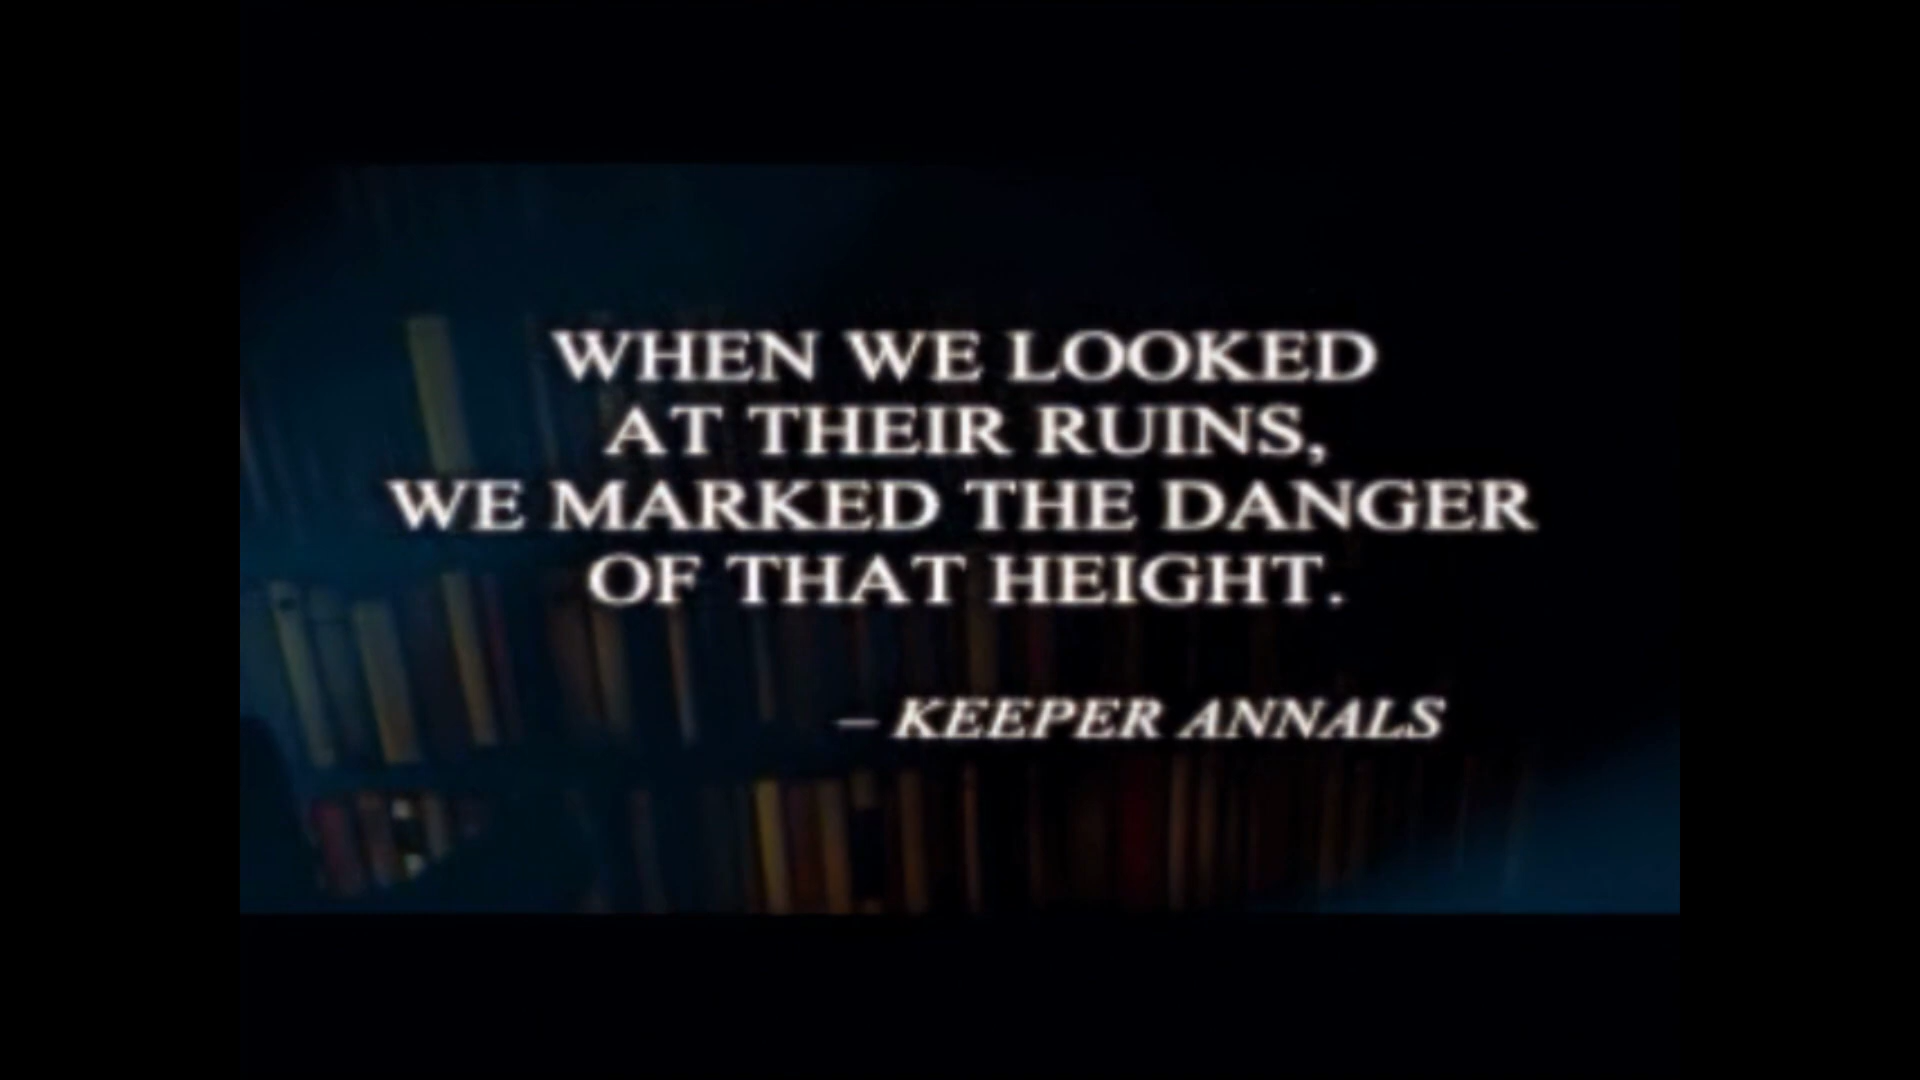 WHEN WE LOOKED
AT THEIR RUINS,
WE MARKED THE DANGER
OF THAT HEIGHT.
– KEEPER ANNALS